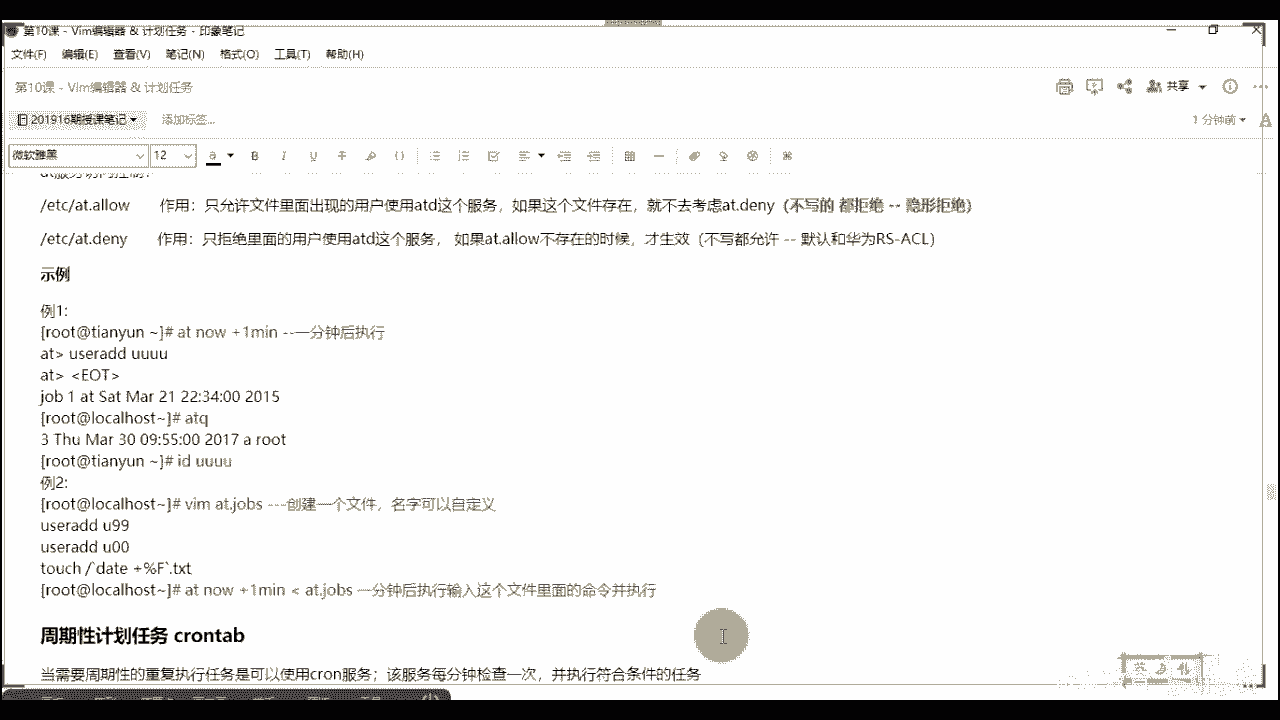 第10课 - Vim编辑器 & 计划任务 - 印象笔记
文件(F) 编辑(E) 查看(V) 笔记(N) 格式(O) 工具(T) 帮助(H)
第10课 - Vim编辑器 & 计划任务
共享
201916期授课笔记 添加标签...
1 分钟前
微软雅黑 12
/etc/at.allow 作用：只允许文件里面出现的用户使用atd这个服务，如果这个文件存在，就不去考虑at.deny（不写的 都拒绝 -- 隐形拒绝）
/etc/at.deny 作用：只拒绝里面的用户使用atd这个服务， 如果at.allow不存在的时候，才生效（不写都允许 -- 默认和华为RS-ACL）
示例
例1:
[root@tianyun ~]# at now +1min --一分钟后执行
at> useradd uuuu
at> <EOT>
job 1 at Sat Mar 21 22:34:00 2015
[root@localhost~]# atq
3 Thu Mar 30 09:55:00 2017 a root
[root@tianyun ~]# id uuuu
例2:
[root@localhost~]# vim at.jobs ---创建一个文件，名字可以自定义
useradd u99
useradd u00
touch /`date +%F`.txt
[root@localhost~]# at now +1min < at.jobs 一分钟后执行输入这个文件里面的命令并执行
周期性计划任务 crontab
当需要周期性的重复执行任务是可以使用cron服务；该服务每分钟检查一次，并执行符合条件的任务